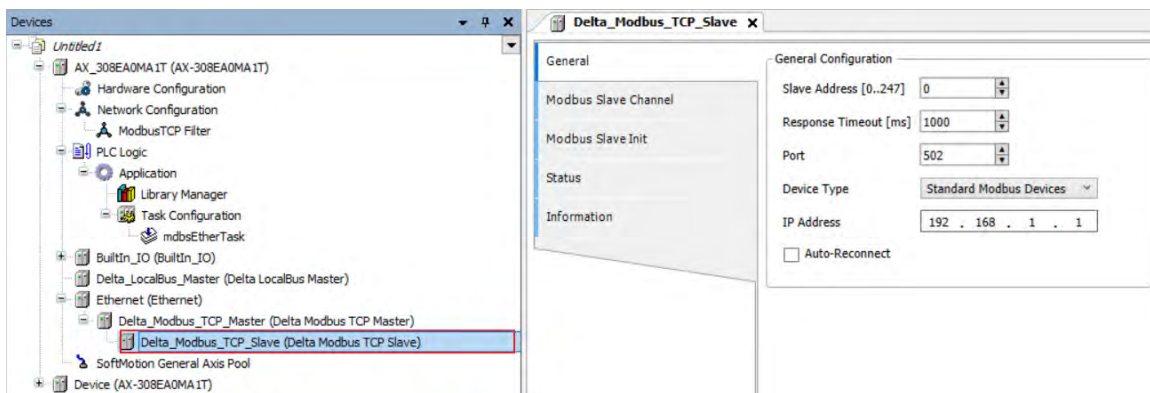 Devices
Untitled1
AX_308EA0MA1T (AX-308EA0MA1T)
Hardware Configuration
Network Configuration
ModbusTCP Filter
PLC Logic
Application
Library Manager
Task Configuration
mdbsEtherTask
BuiltIn_IO (BuiltIn_IO)
Delta_LocalBus_Master (Delta LocalBus Master)
Ethernet (Ethernet)
Delta_Modbus_TCP_Master (Delta Modbus TCP Master)
Delta_Modbus_TCP_Slave (Delta Modbus TCP Slave)
SoftMotion General Axis Pool
Device (AX-308EA0MA1T)
Delta_Modbus_TCP_Slave X
General
Modbus Slave Channel
Modbus Slave Init
Status
Information
General Configuration
Slave Address [0..247] 0
Response Timeout [ms] 1000
Port 502
Device Type Standard Modbus Devices
IP Address 192 . 168 . 1 . 1
Auto-Reconnect